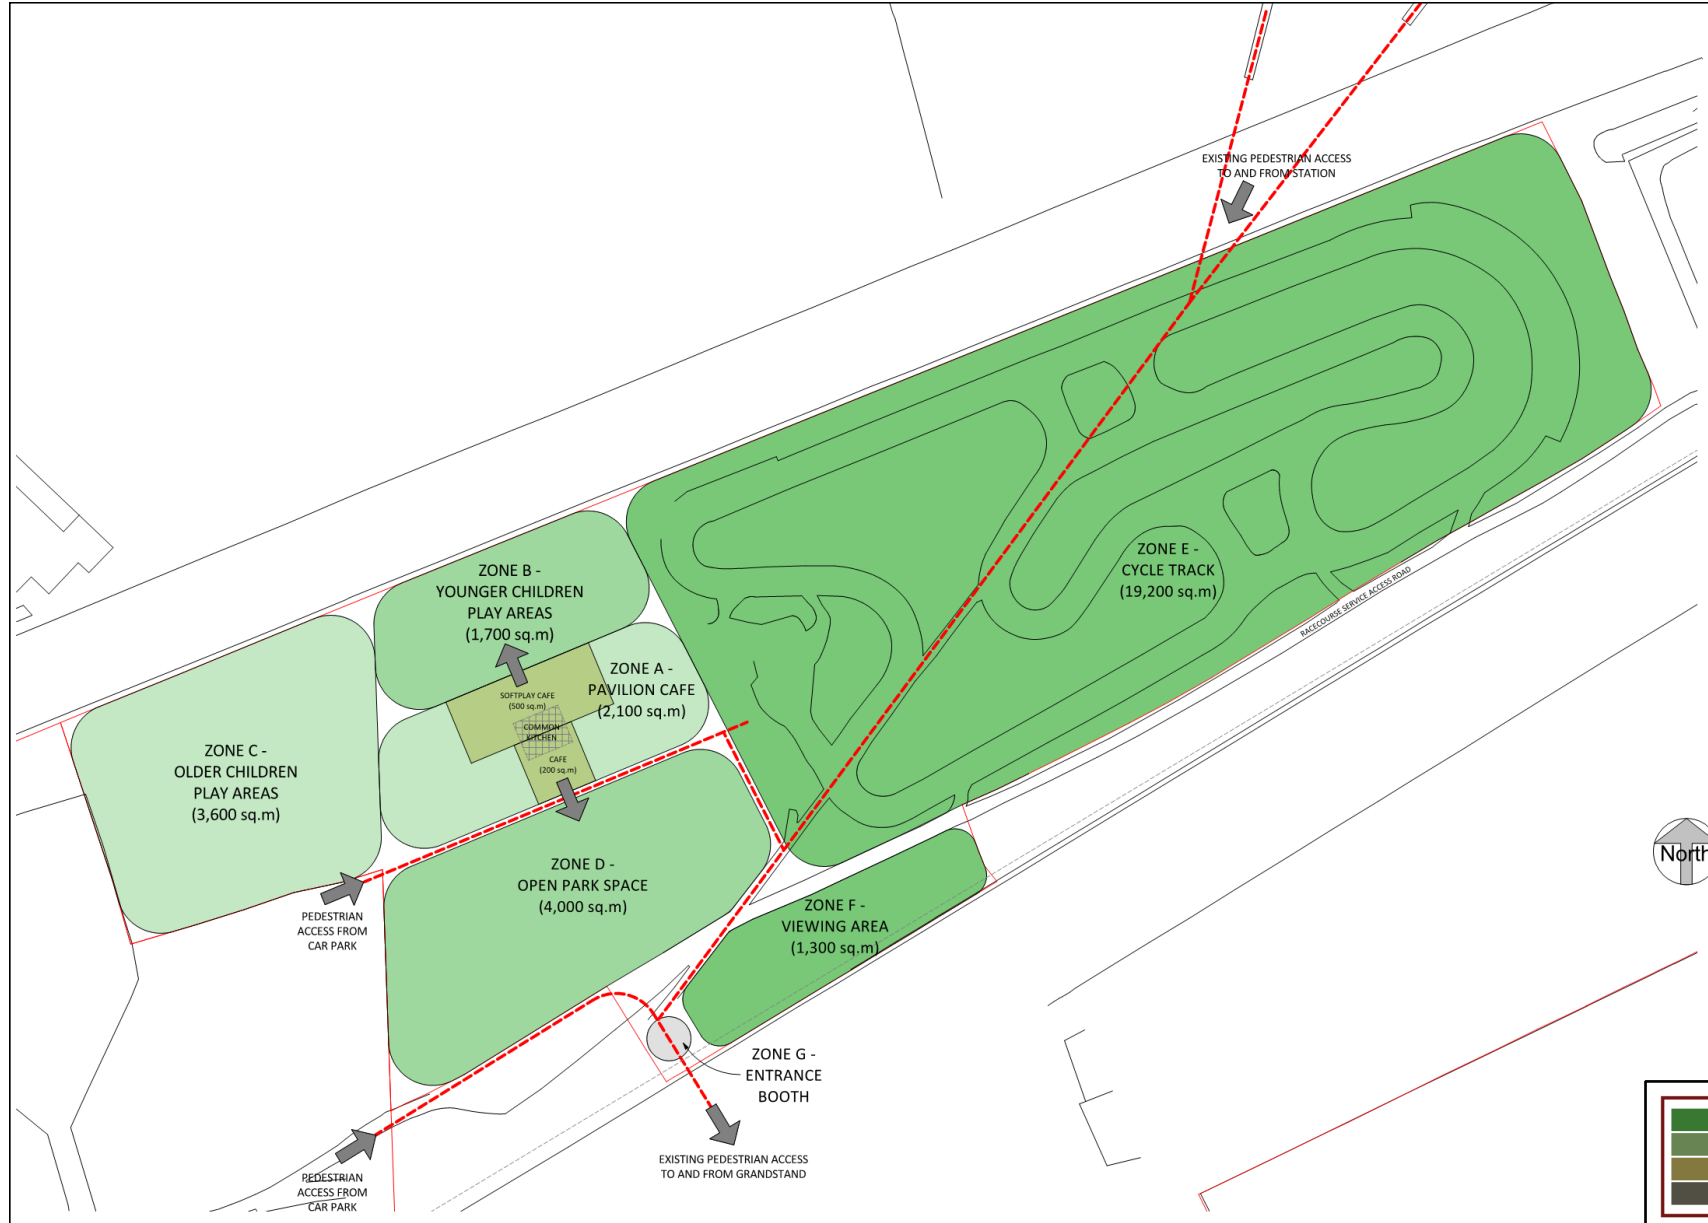 EXISTING PEDESTRIAN ACCESS
TO AND FROM STATION
ZONE E -
CYCLE TRACK
(19,200 sq.m)
ZONE B -
YOUNGER CHILDREN
PLAY AREAS
(1,700 sq.m)
RACECOURSE SERVICE ACCESS ROAD
ZONE A -
PAVILION CAFE
(2,100 sq.m)
SOFTPLAY CAFE
(500 sq.m)
COMMON
KITCHEN
CAFE
(200 sq.m)
ZONE C -
OLDER CHILDREN
PLAY AREAS
(3,600 sq.m)
ZONE D -
OPEN PARK SPACE
(4,000 sq.m)
North
PEDESTRIAN
ACCESS FROM
CAR PARK
ZONE F -
VIEWING AREA
(1,300 sq.m)
ZONE G -
ENTRANCE
BOOTH
EXISTING PEDESTRIAN ACCESS
TO AND FROM GRANDSTAND
PEDESTRIAN
ACCESS FROM
CAR PARK